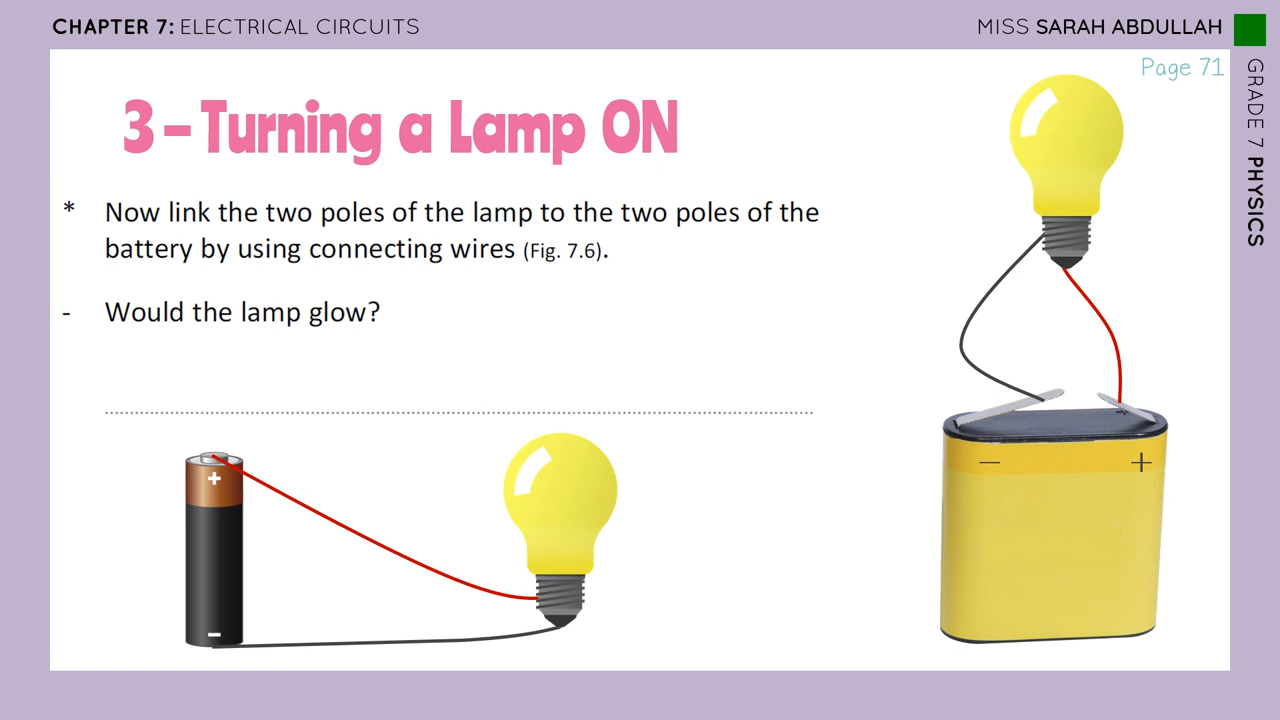 CHAPTER 7: ELECTRICAL CIRCUITS
MISS SARAH ABDULLAH
GRADE 7 PHYSICS
Page 71
3 – Turning a Lamp ON
* Now link the two poles of the lamp to the two poles of the
battery by using connecting wires (Fig. 7.6).
- Would the lamp glow?
+
−
− +
+